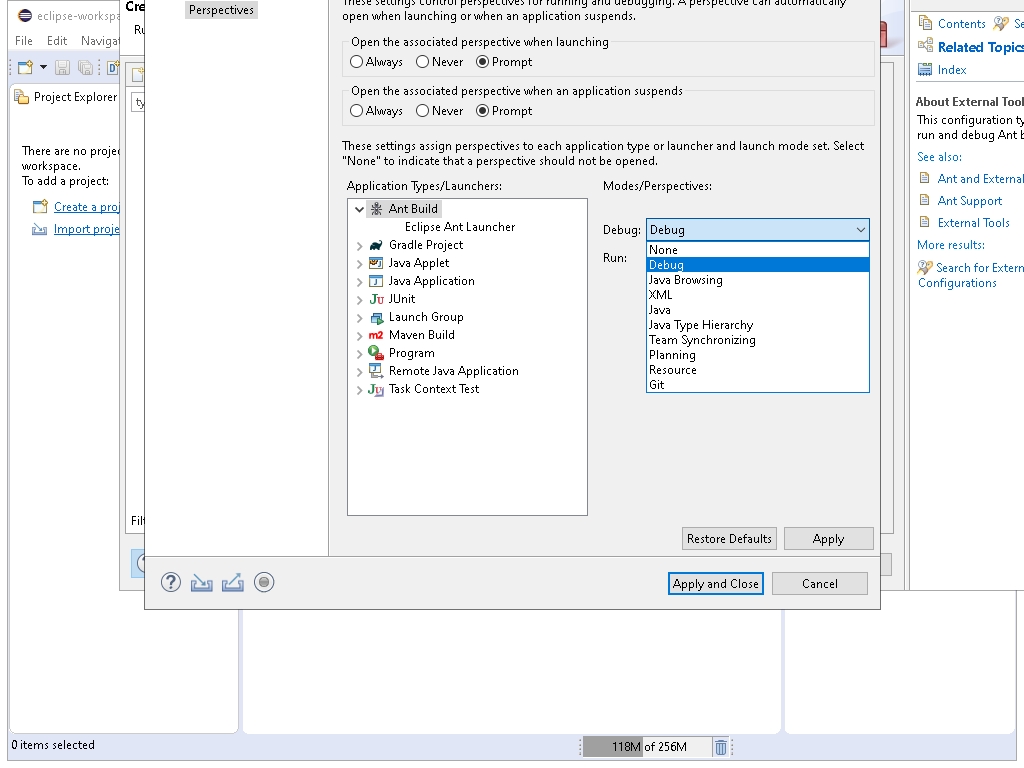 eclipse-workspa
Cre
Perspectives
These settings control perspectives for running and debugging. A perspective can automatically
open when launching or when an application suspends.
Contents
Se
File Edit Navigat
Ru
Related Topics
Index
Open the associated perspective when launching
Always Never Prompt
Open the associated perspective when an application suspends
Always Never Prompt
Project Explorer
ty
About External Tool
This configuration ty
run and debug Ant b
There are no projec
workspace.
To add a project:
Create a proj
Import proje
These settings assign perspectives to each application type or launcher and launch mode set. Select
"None" to indicate that a perspective should not be opened.
See also:
Ant and External
Ant Support
External Tools
More results:
Search for Extern
Configurations
Application Types/Launchers:
Ant Build
Eclipse Ant Launcher
Gradle Project
Java Applet
Java Application
JUnit
Launch Group
Maven Build
Program
Remote Java Application
Task Context Test
Modes/Perspectives:
Debug: Debug
Run:
None
Debug
Java Browsing
XML
Java
Java Type Hierarchy
Team Synchronizing
Planning
Resource
Git
Filt
Restore Defaults Apply
Apply and Close Cancel
0 items selected
118M of 256M